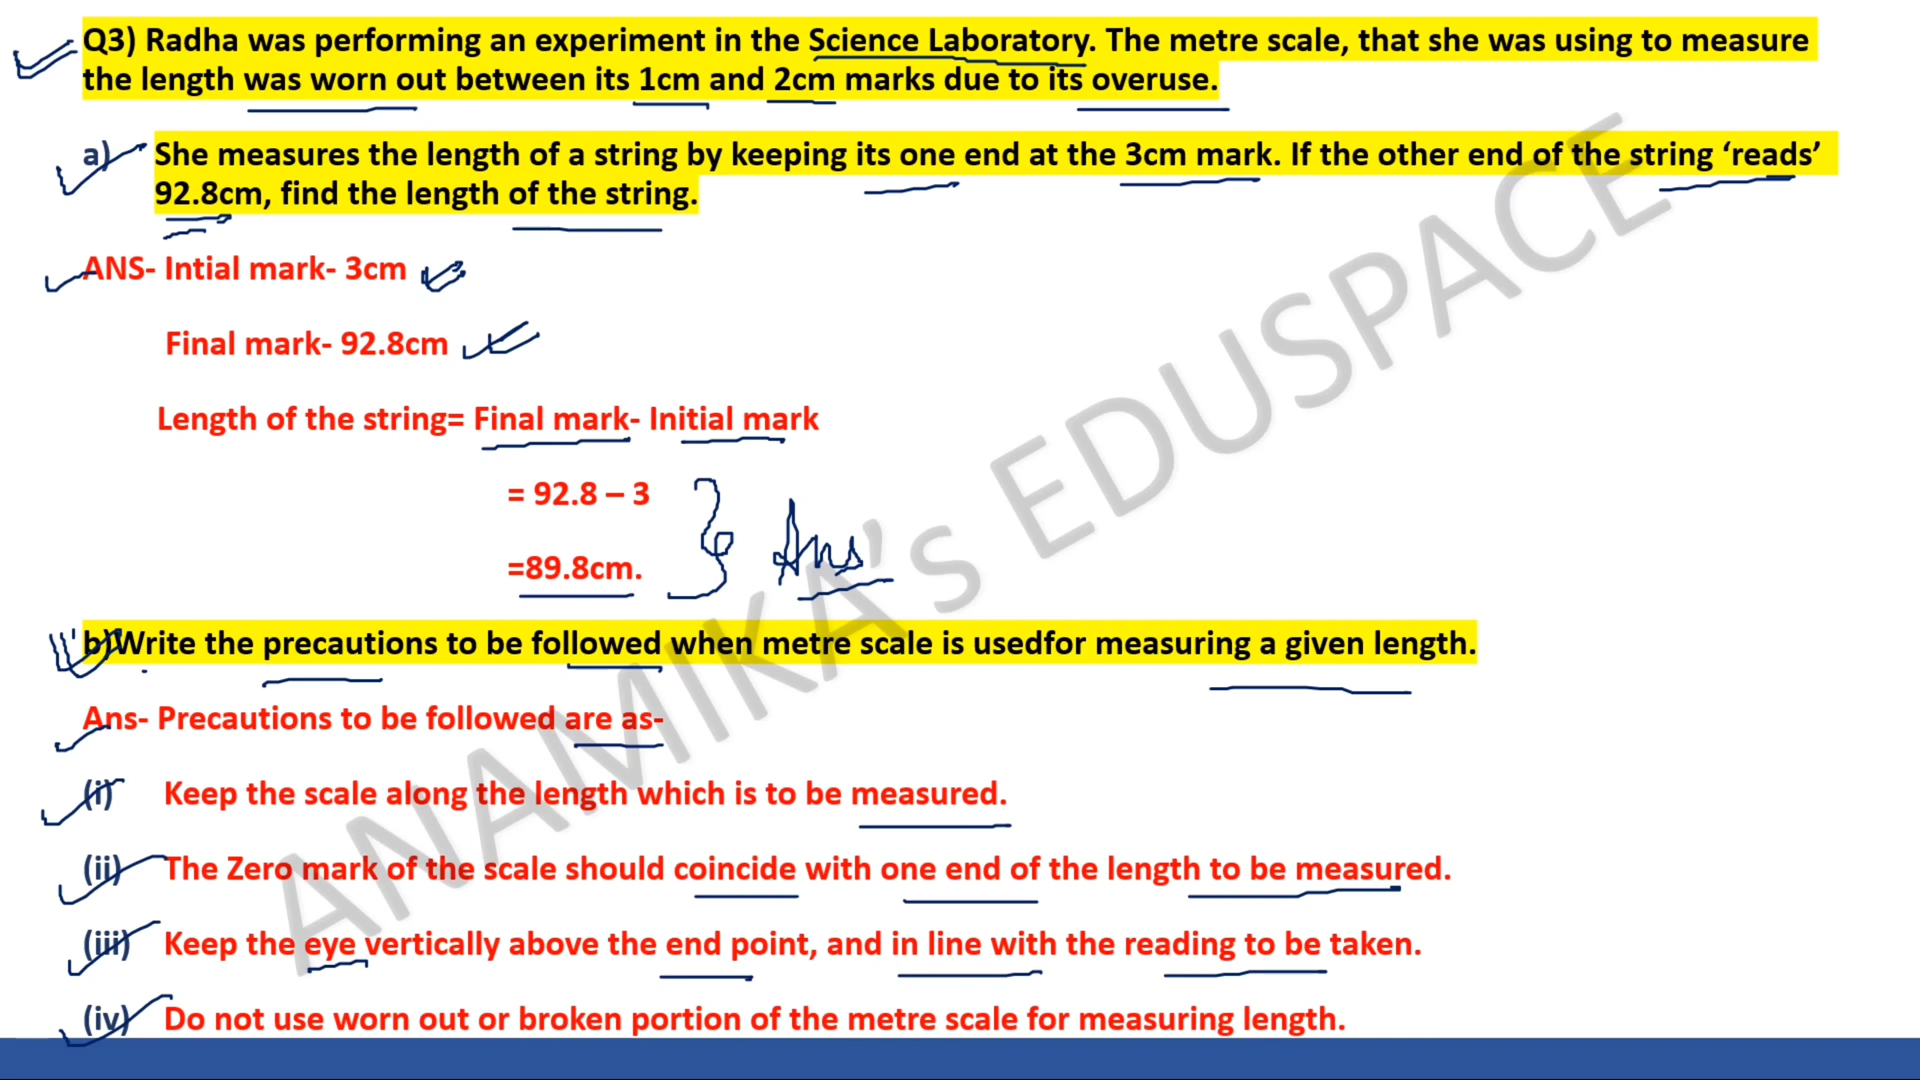 Q3) Radha was performing an experiment in the Science Laboratory. The metre scale, that she was using to measure
the length was worn out between its 1cm and 2cm marks due to its overuse.
a) She measures the length of a string by keeping its one end at the 3cm mark. If the other end of the string ‘reads’
92.8cm, find the length of the string.
ANS- Intial mark- 3cm
Final mark- 92.8cm
Length of the string= Final mark- Initial mark
= 92.8 – 3
=89.8cm.
Ans
b)Write the precautions to be followed when metre scale is usedfor measuring a given length.
Ans- Precautions to be followed are as-
(i) Keep the scale along the length which is to be measured.
(ii) The Zero mark of the scale should coincide with one end of the length to be measured.
(iii) Keep the eye vertically above the end point, and in line with the reading to be taken.
(iv) Do not use worn out or broken portion of the metre scale for measuring length.
ANAMIKA’s EDUSPACE